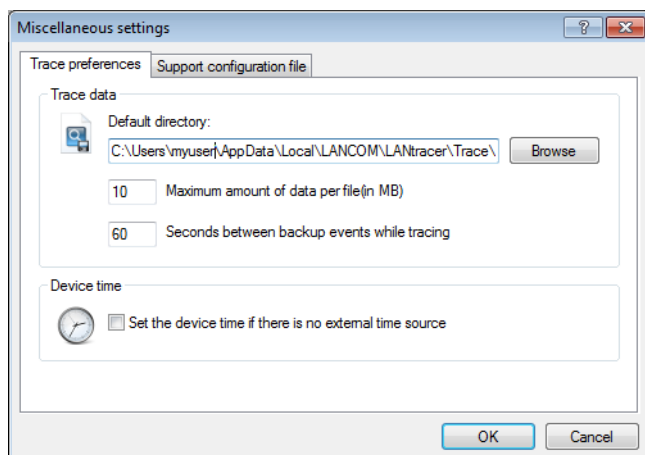 Miscellaneous settings
Trace preferences
Support configuration file
Trace data
Default directory:
C:\Users\myuser\AppData\Local\LANCOM\LANtracer\Trace\
Browse
10 Maximum amount of data per file(in MB)
60 Seconds between backup events while tracing
Device time
Set the device time if there is no external time source
OK
Cancel